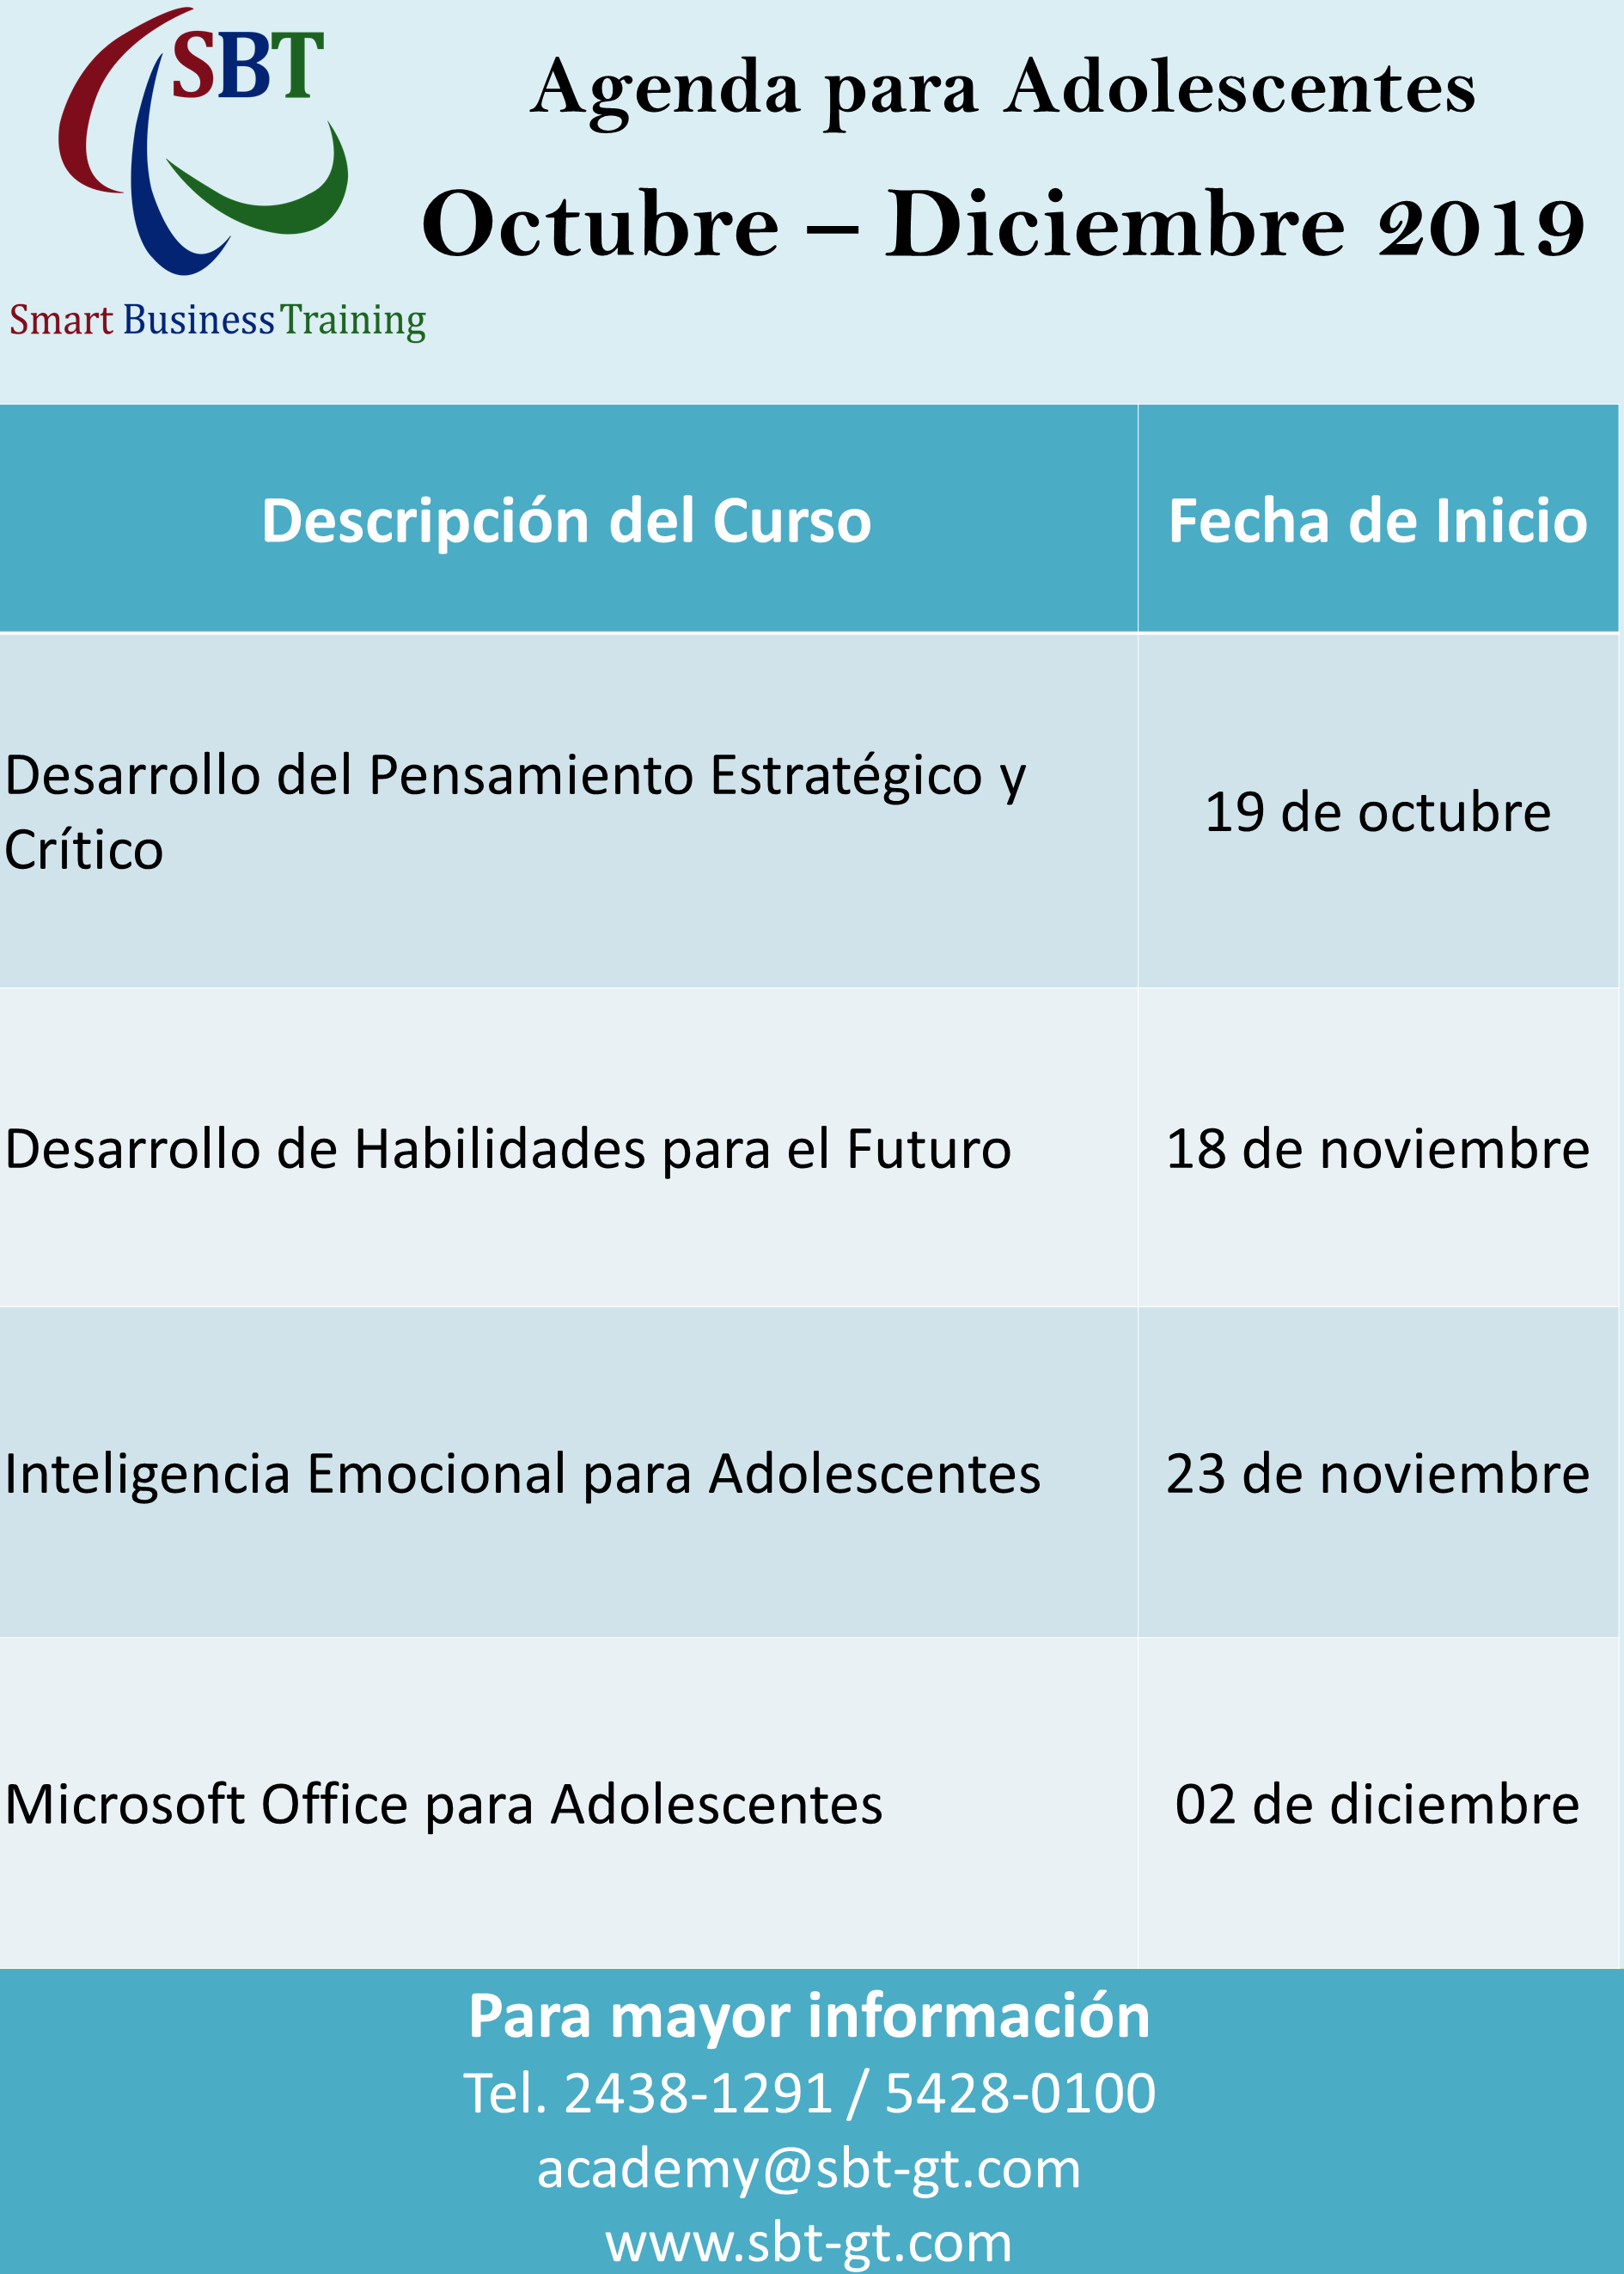 SBT
Smart Business Training
Agenda para Adolescentes
Octubre – Diciembre 2019
Descripción del Curso
Fecha de Inicio
Desarrollo del Pensamiento Estratégico y
Crítico
19 de octubre
Desarrollo de Habilidades para el Futuro
18 de noviembre
Inteligencia Emocional para Adolescentes
23 de noviembre
Microsoft Office para Adolescentes
02 de diciembre
Para mayor información
Tel. 2438-1291 / 5428-0100
academy@sbt-gt.com
www.sbt-gt.com